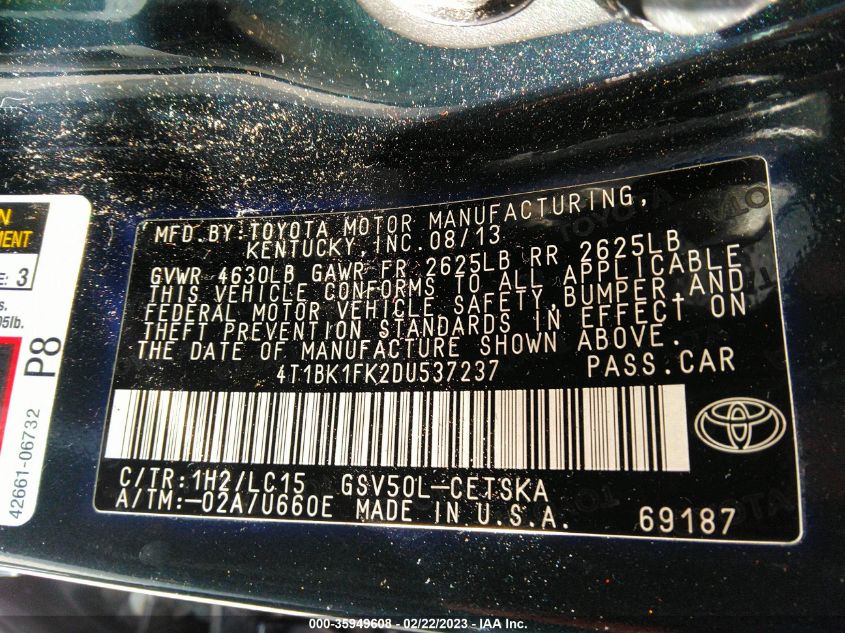 MFD.BY:TOYOTA MOTOR MANUFACTURING,
KENTUCKY, INC. 08/13
GVWR 4630LB GAWR FR 2625LB RR 2625LB
THIS VEHICLE CONFORMS TO ALL APPLICABLE
FEDERAL MOTOR VEHICLE SAFETY, BUMPER AND
THEFT PREVENTION STANDARDS IN EFFECT ON
THE DATE OF MANUFACTURE SHOWN ABOVE.
4T1BK1FK2DU537237 PASS.CAR
C/TR:1H2/LC15 GSV50L-CETSKA
A/TM:-02A/U660E MADE IN U.S.A. 69187
TOYOTA
3
P8
42661-06732
000-35949608 - 02/22/2023 - IAA Inc.